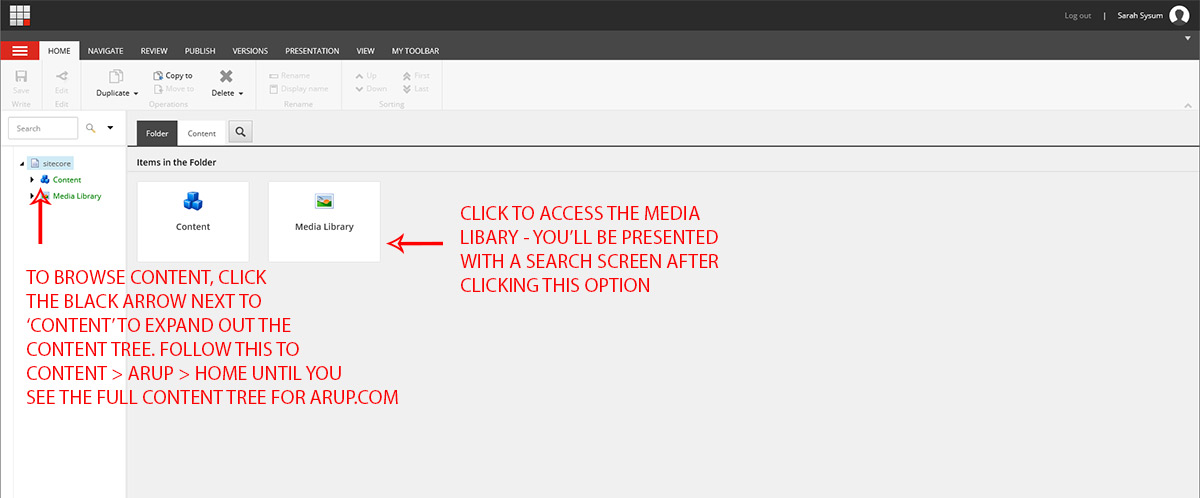 Log out | Sarah Sysum
HOME NAVIGATE REVIEW PUBLISH VERSIONS PRESENTATION VIEW MY TOOLBAR
Save
Write
Edit
Edit
Duplicate
Copy to
Move to
Delete
Operations
Rename
Display name
Rename
Up
Down
First
Last
Sorting
Search
Folder Content
sitecore
Content
Media Library
Items in the Folder
Content
Media Library
CLICK TO ACCESS THE MEDIA
LIBARY - YOU’LL BE PRESENTED
WITH A SEARCH SCREEN AFTER
CLICKING THIS OPTION
TO BROWSE CONTENT, CLICK
THE BLACK ARROW NEXT TO
‘CONTENT’ TO EXPAND OUT THE
CONTENT TREE. FOLLOW THIS TO
CONTENT > ARUP > HOME UNTIL YOU
SEE THE FULL CONTENT TREE FOR ARUP.COM